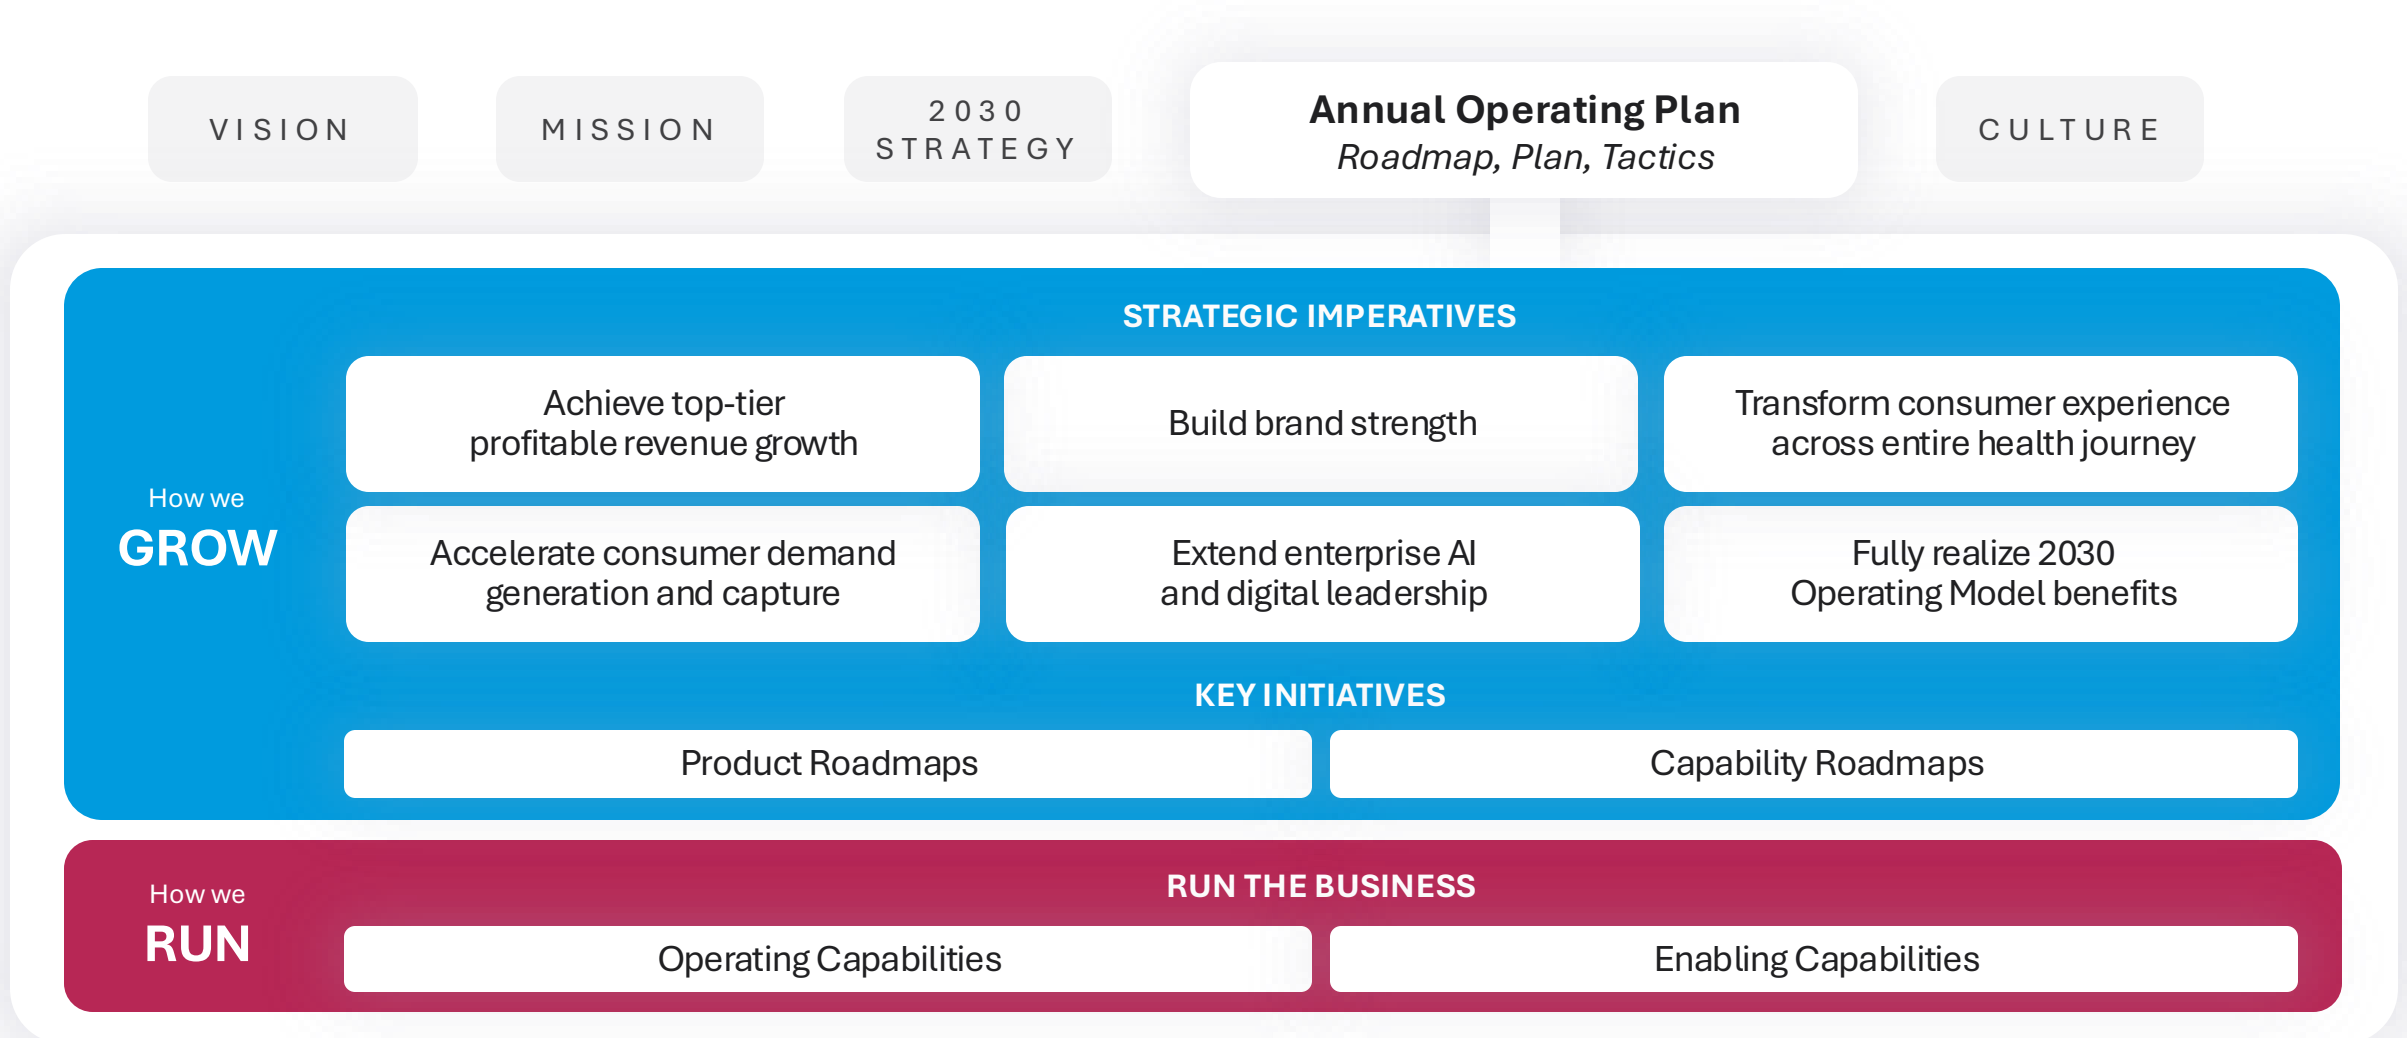 VISION
MISSION
2030
STRATEGY
Annual Operating Plan
Roadmap, Plan, Tactics
CULTURE
STRATEGIC IMPERATIVES
Achieve top-tier
profitable revenue growth
Build brand strength
Transform consumer experience
across entire health journey
How we
GROW
Accelerate consumer demand
generation and capture
Extend enterprise AI
and digital leadership
Fully realize 2030
Operating Model benefits
KEY INITIATIVES
Product Roadmaps
Capability Roadmaps
How we
RUN
RUN THE BUSINESS
Operating Capabilities
Enabling Capabilities